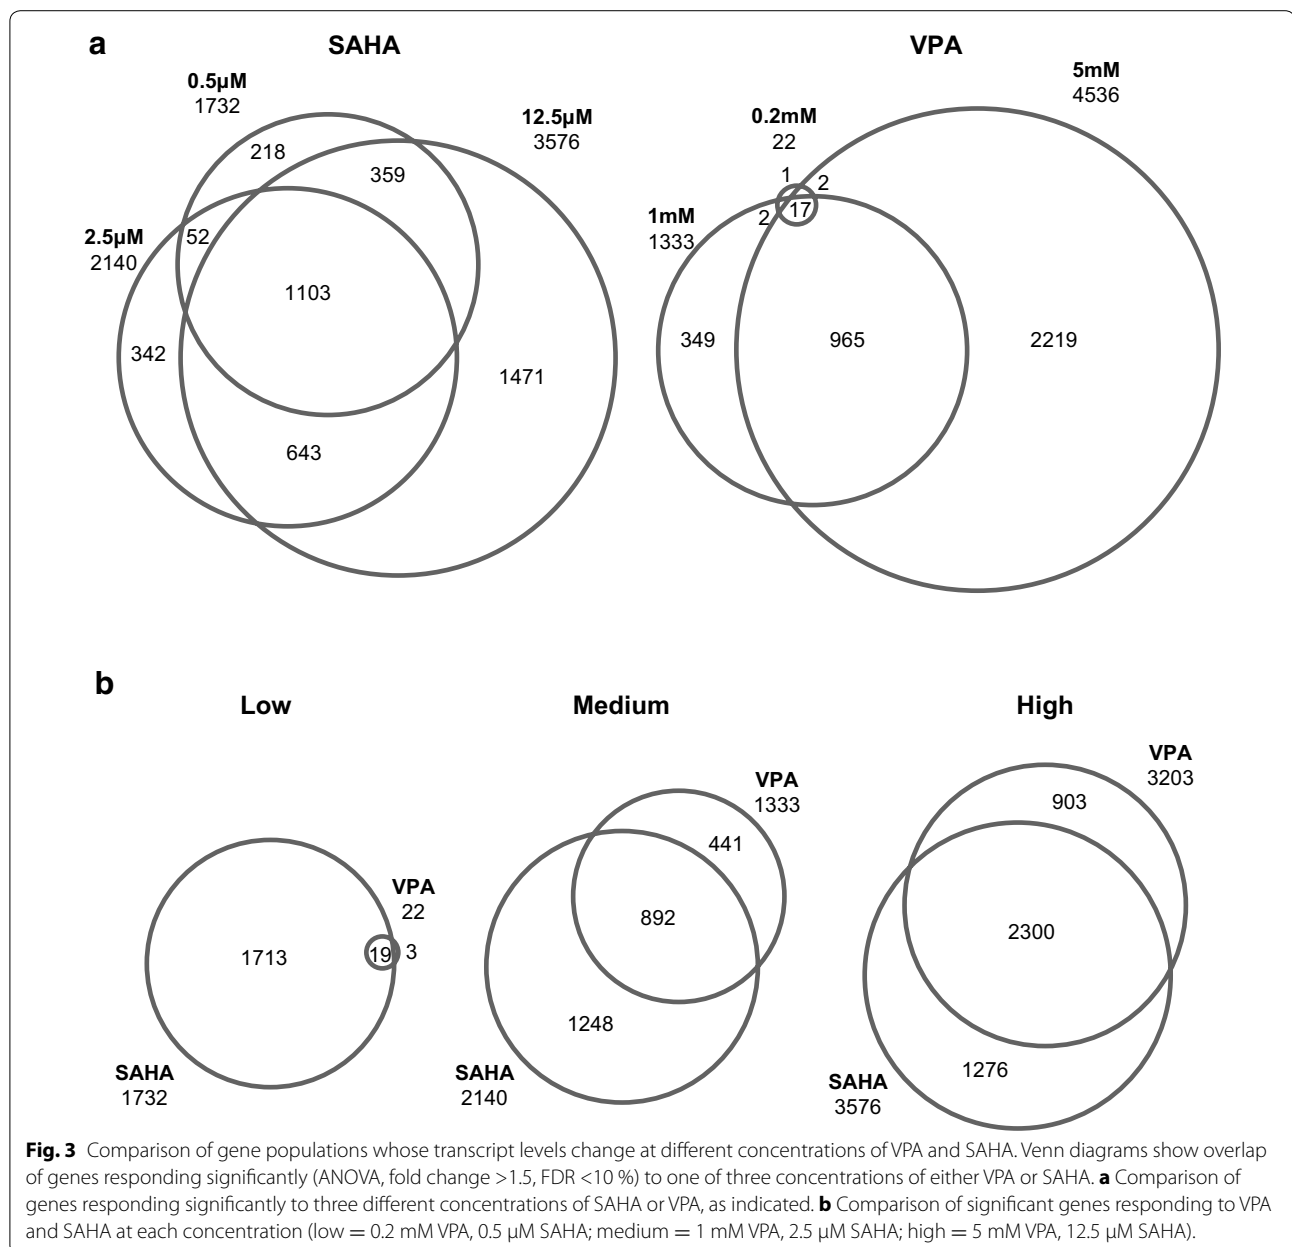 a
SAHA
VPA
0.5µM
1732
12.5µM
3576
218
359
2.5µM
2140
52
1103
342
1471
643
5mM
4536
0.2mM
22
1
2
1mM
1333
2
17
349
965
2219
b
Low
Medium
High
1713
VPA
22
19
3
SAHA
1732
VPA
1333
441
892
1248
SAHA
2140
VPA
3203
903
2300
1276
SAHA
3576
Fig. 3 Comparison of gene populations whose transcript levels change at different concentrations of VPA and SAHA. Venn diagrams show overlap
of genes responding significantly (ANOVA, fold change >1.5, FDR <10 %) to one of three concentrations of either VPA or SAHA. a Comparison of
genes responding significantly to three different concentrations of SAHA or VPA, as indicated. b Comparison of significant genes responding to VPA
and SAHA at each concentration (low = 0.2 mM VPA, 0.5 µM SAHA; medium = 1 mM VPA, 2.5 µM SAHA; high = 5 mM VPA, 12.5 µM SAHA).